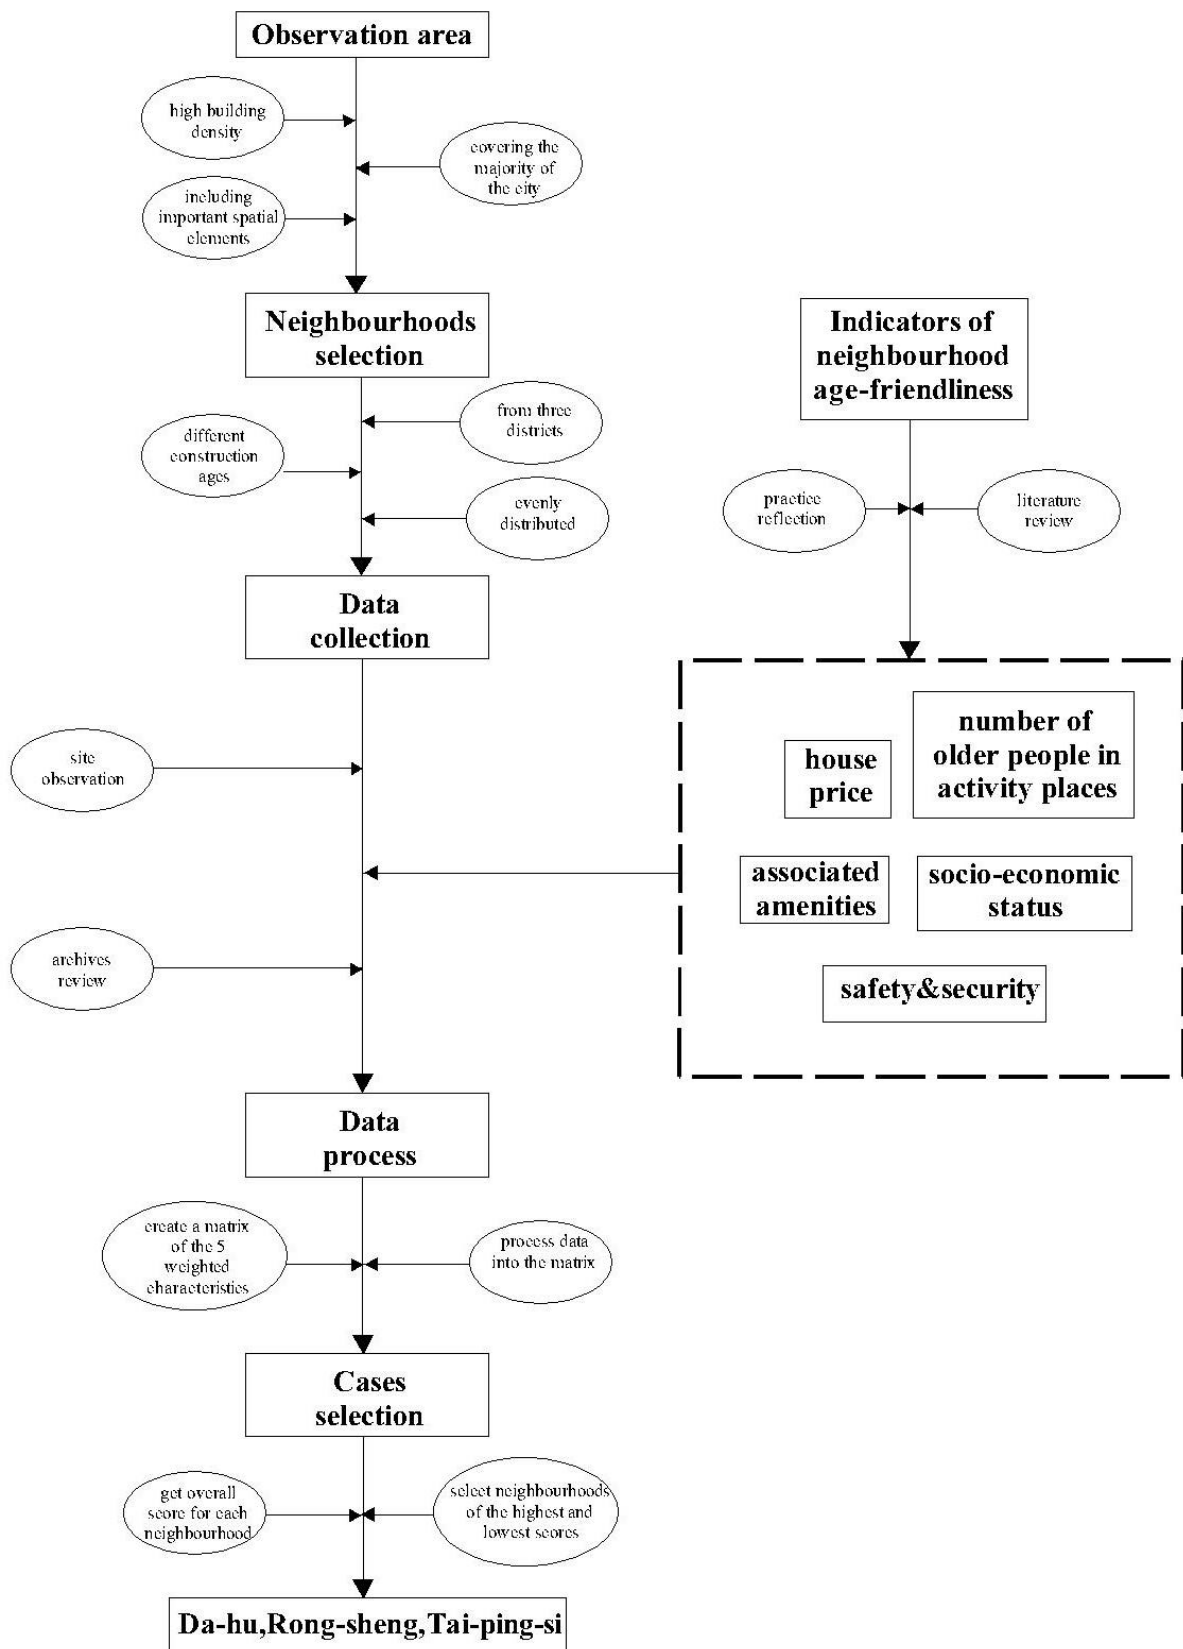 Observation area
high building
density
covering the
majority of
the city
including
important spatial
elements
Neighbourhoods
selection
from three
districts
different
construction
ages
evenly
distributed
Data
collection
Indicators of
neighbourhood
age-friendliness
practice
reflection
literature
review
house
price
number of
older people in
activity places
associated
amenities
socio-economic
status
safety&security
site
observation
archives
review
Data
process
create a matrix
of the 5
weighted
characteristics
process data
into the matrix
Cases
selection
get overall
score for each
neighbourhood
select neighbourhoods
of the highest and
lowest scores
Da-hu,Rong-sheng,Tai-ping-si